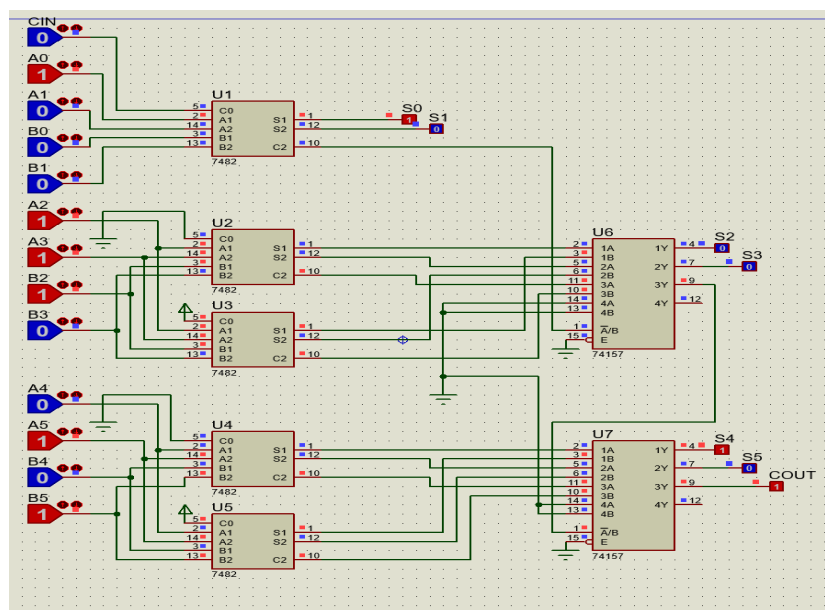 CIN
0
A0
1
A1
0
B0
0
B1
0
A2
1
A3
1
B2
1
B3
0
A4
0
A5
1
B4
0
B5
1
U1
5 C0
2 A1 S1 1
14 A2 S2 12
3 B1
13 B2 C2 10
7482
S0
1
S1
0
U2
5 C0
2 A1 S1 1
14 A2 S2 12
3 B1
13 B2 C2 10
7482
U3
5 C0
2 A1 S1 1
14 A2 S2 12
3 B1
13 B2 C2 10
7482
U4
5 C0
2 A1 S1 1
14 A2 S2 12
3 B1
13 B2 C2 10
7482
U5
5 C0
2 A1 S1 1
14 A2 S2 12
3 B1
13 B2 C2 10
7482
U6
2 1A 1Y 4
3 1B
5 2A 2Y 7
6 2B
11 3A 3Y 9
10 3B
14 4A 4Y 12
13 4B
1 A/B
15 E
74157
S2
0
S3
0
U7
2 1A 1Y 4
3 1B
5 2A 2Y 7
6 2B
11 3A 3Y 9
10 3B
14 4A 4Y 12
13 4B
1 A/B
15 E
74157
S4
1
S5
0
COUT
1